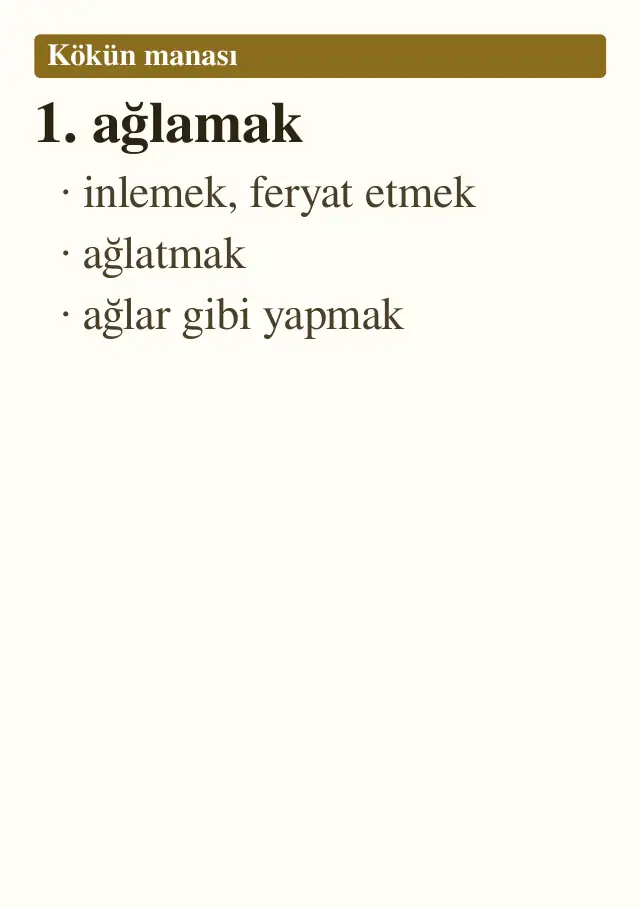 Kökün manası
1. ağlamak
· inlemek, feryat etmek
· ağlatmak
· ağlar gibi yapmak